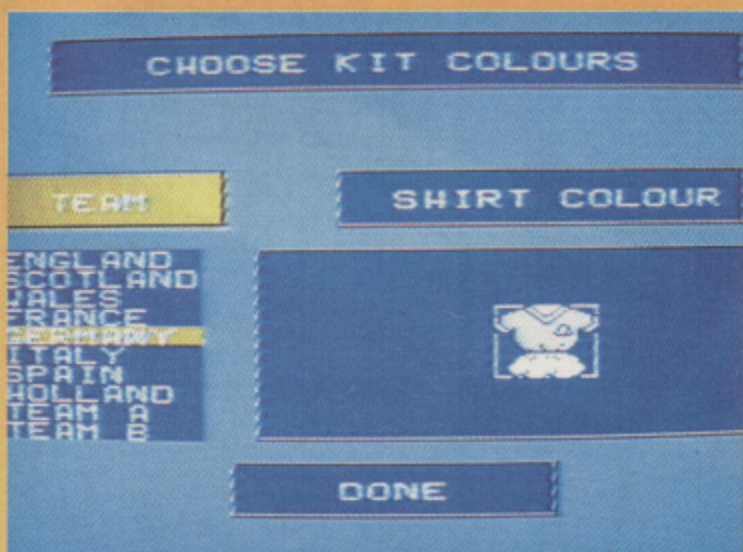 CHOOSE KIT COLOURS
TEAM
SHIRT COLOUR
ENGLAND
SCOTLAND
WALES
FRANCE
GERMANY
ITALY
SPAIN
HOLLAND
TEAM A
TEAM B
DONE